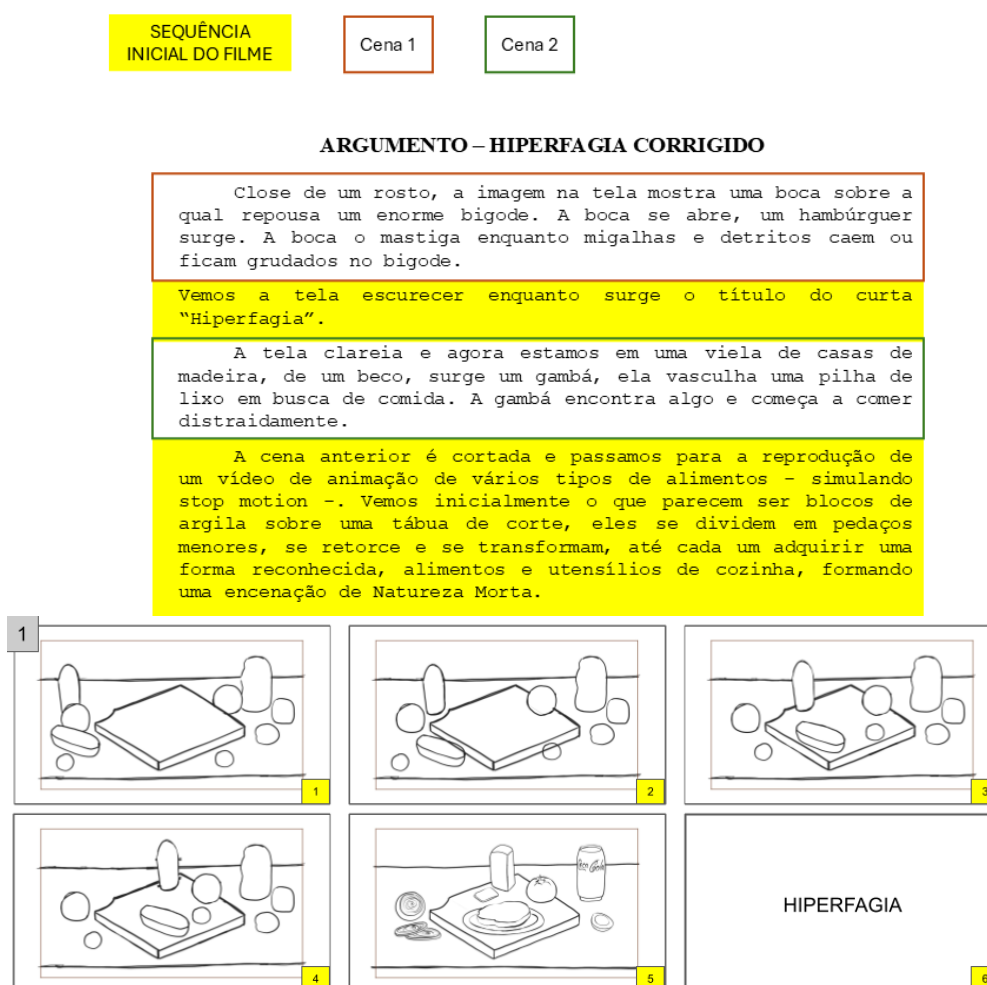 SEQUÊNCIA
INICIAL DO FILME
Cena 1
Cena 2
ARGUMENTO – HIPERFAGIA CORRIGIDO
Close de um rosto, a imagem na tela mostra uma boca sobre a
qual repousa um enorme bigode. A boca se abre, um hambúrguer
surge. A boca o mastiga enquanto migalhas e detritos caem ou
ficam grudados no bigode.
Vemos a tela escurecer enquanto surge o título do curta
“Hiperfagia”.
A tela clareia e agora estamos em uma viela de casas de
madeira, de um beco, surge um gambá, ela vasculha uma pilha de
lixo em busca de comida. A gambá encontra algo e começa a comer
distraidamente.
A cena anterior é cortada e passamos para a reprodução de
um vídeo de animação de vários tipos de alimentos – simulando
stop motion –. Vemos inicialmente o que parecem ser blocos de
argila sobre uma tábua de corte, eles se dividem em pedaços
menores, se retorce e se transformam, até cada um adquirir uma
forma reconhecida, alimentos e utensílios de cozinha, formando
uma encenação de Natureza Morta.
1
1
2
3
4
5
HIPERFAGIA
6